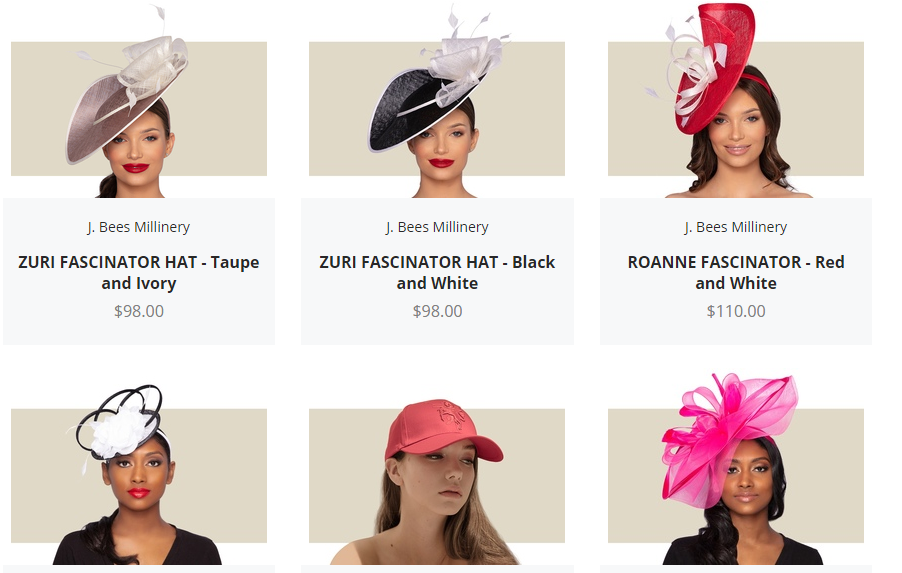 J. Bees Millinery
ZURI FASCINATOR HAT - Taupe
and Ivory
$98.00
J. Bees Millinery
ZURI FASCINATOR HAT - Black
and White
$98.00
J. Bees Millinery
ROANNE FASCINATOR - Red
and White
$110.00